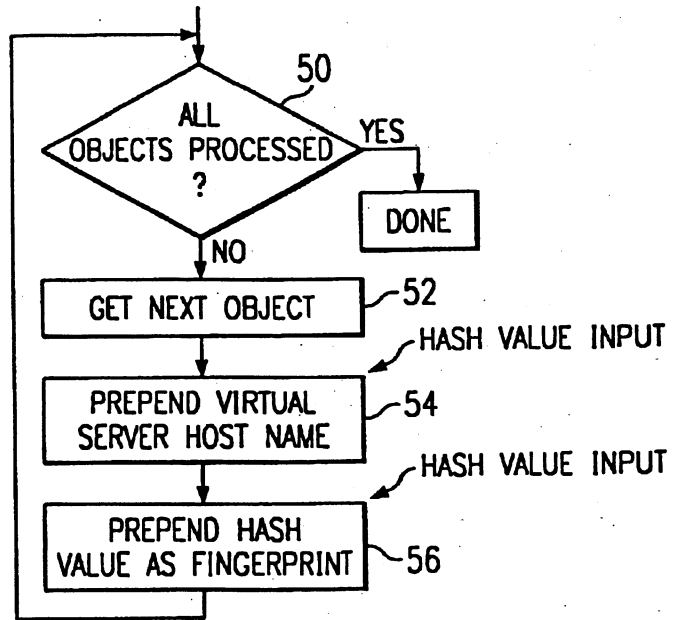 50
ALL
OBJECTS PROCESSED
?
YES
DONE
NO
GET NEXT OBJECT
52
HASH VALUE INPUT
PREPEND VIRTUAL
SERVER HOST NAME
54
HASH VALUE INPUT
PREPEND HASH
VALUE AS FINGERPRINT
56